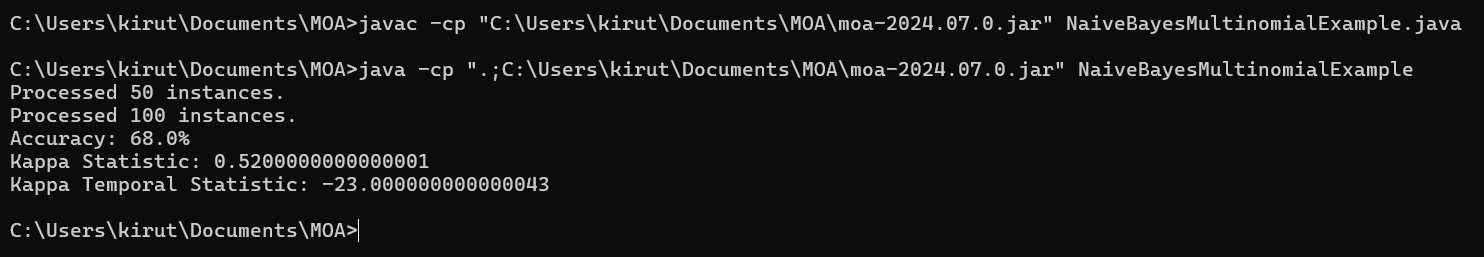 C:\Users\kirut\Documents\MOA>javac -cp "C:\Users\kirut\Documents\MOA\moa-2024.07.0.jar" NaiveBayesMultinomialExample.java
C:\Users\kirut\Documents\MOA>java -cp ".;C:\Users\kirut\Documents\MOA\moa-2024.07.0.jar" NaiveBayesMultinomialExample
Processed 50 instances.
Processed 100 instances.
Accuracy: 68.0%
Kappa Statistic: 0.5200000000000001
Kappa Temporal Statistic: -23.000000000000043
C:\Users\kirut\Documents\MOA>